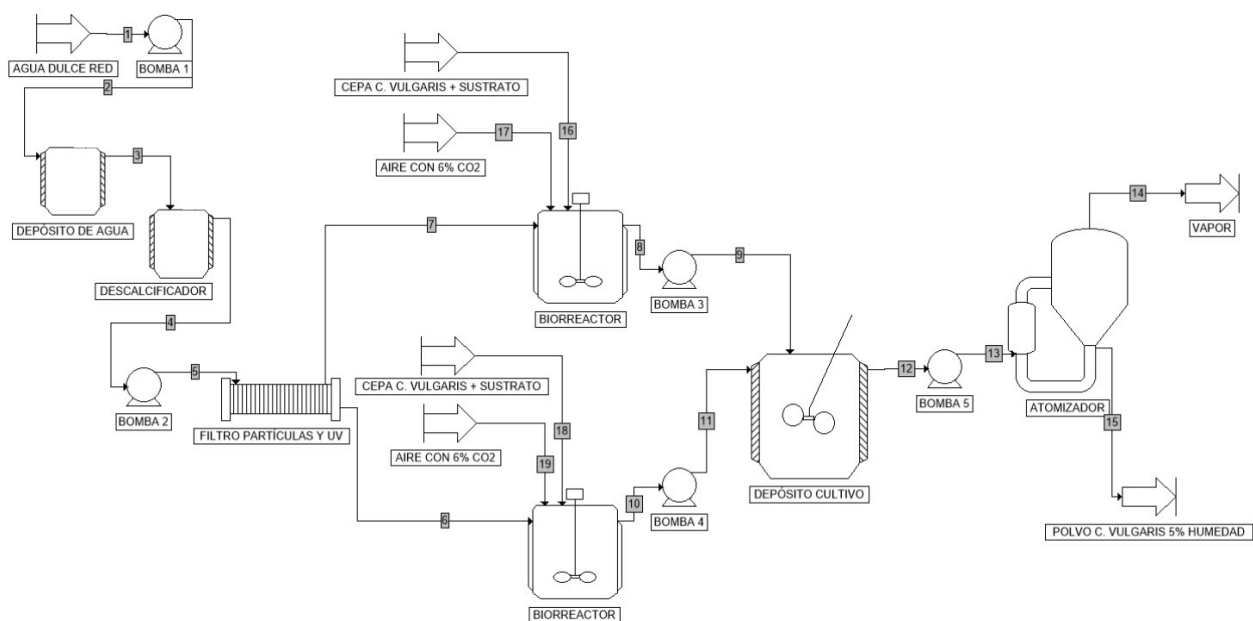 1
AGUA DULCE RED
BOMBA 1
2
3
DEPÓSITO DE AGUA
DESCALCIFICADOR
4
5
BOMBA 2
FILTRO PARTÍCULAS Y UV
CEPA C. VULGARIS + SUSTRATO
17
16
AIRE CON 6% CO2
7
8
9
BIORREACTOR
BOMBA 3
CEPA C. VULGARIS + SUSTRATO
18
AIRE CON 6% CO2
19
6
10
BIORREACTOR
BOMBA 4
11
DEPÓSITO CULTIVO
12
BOMBA 5
13
ATOMIZADOR
14
VAPOR
15
POLVO C. VULGARIS 5% HUMEDAD